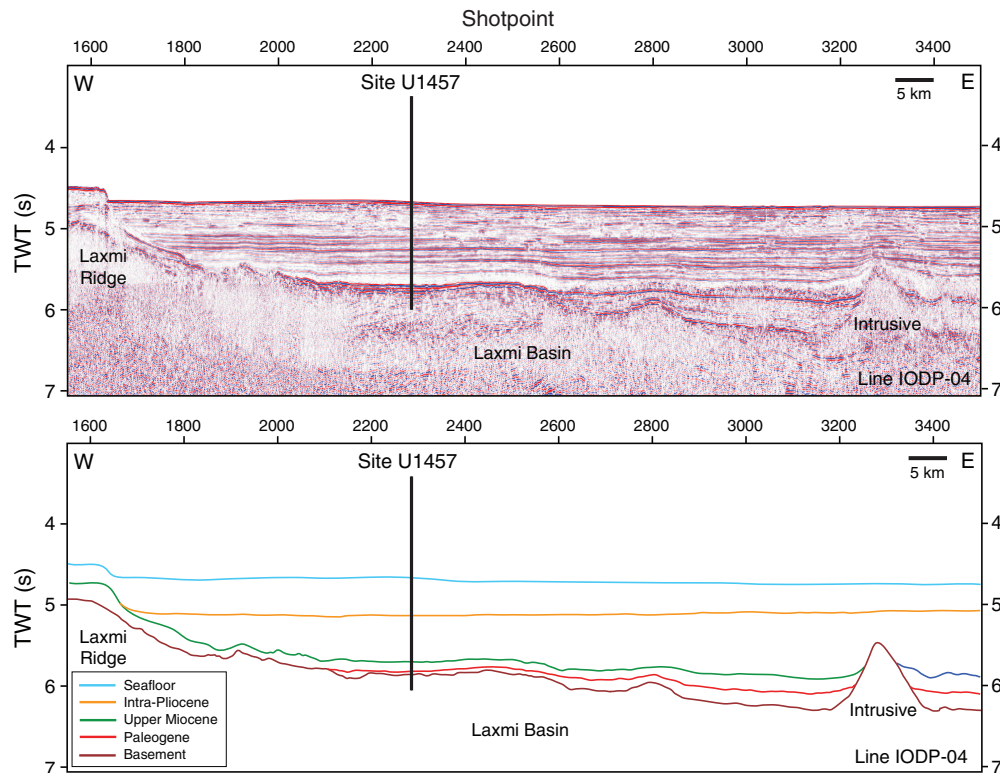 Shotpoint
1600 1800 2000 2200 2400 2600 2800 3000 3200 3400
W Site U1457 E
5 km
TWT (s)
4 4
5 5
6 6
7 7
Laxmi
Ridge
Intrusive
Laxmi Basin
Line IODP-04
1600 1800 2000 2200 2400 2600 2800 3000 3200 3400
W Site U1457 E
5 km
TWT (s)
4 4
5 5
6 6
7 7
Laxmi
Ridge
Seafloor
Intra-Pliocene
Upper Miocene
Paleogene
Basement
Intrusive
Laxmi Basin
Line IODP-04